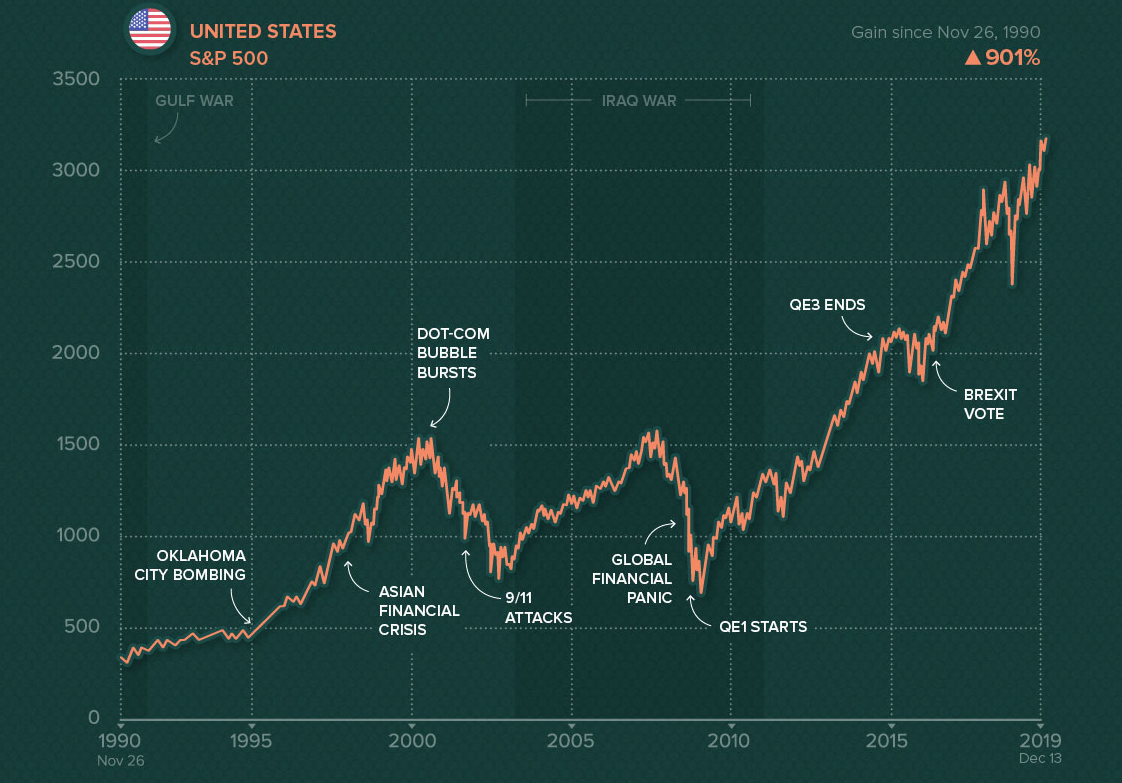 UNITED STATES
S&P 500
Gain since Nov 26, 1990
▲ 901%
3500
GULF WAR
IRAQ WAR
3000
2500
QE3 ENDS
DOT-COM
BUBBLE
BURSTS
2000
BREXIT
VOTE
1500
1000
OKLAHOMA
CITY BOMBING
GLOBAL
FINANCIAL
PANIC
ASIAN
FINANCIAL
CRISIS
9/11
ATTACKS
500
QE1 STARTS
0
1990
1995
2000
2005
2010
2015
2019
Nov 26
Dec 13